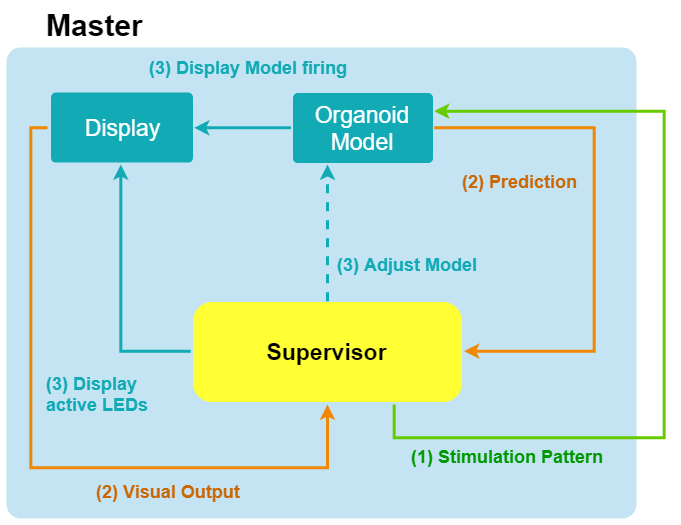 Master
(3) Display Model firing
Display
Organoid
Model
(2) Prediction
(3) Adjust Model
Supervisor
(3) Display
active LEDs
(1) Stimulation Pattern
(2) Visual Output